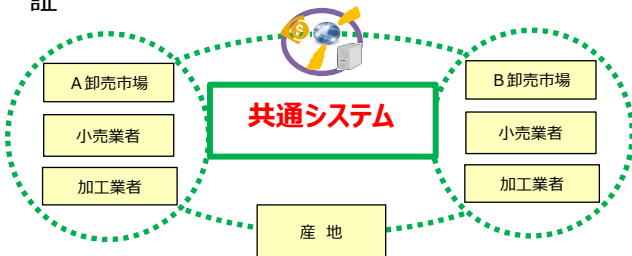 証
A卸売市場
小売業者
加工業者
共通システム
B卸売市場
小売業者
加工業者
産 地